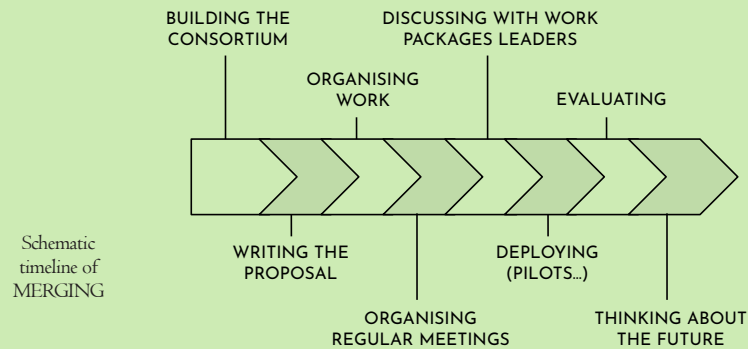 BUILDING THE
CONSORTIUM
DISCUSSING WITH WORK
PACKAGES LEADERS
ORGANISING
WORK
EVALUATING
Schematic
timeline of
MERGING
WRITING THE
PROPOSAL
DEPLOYING
(PILOTS...)
ORGANISING
REGULAR MEETINGS
THINKING ABOUT
THE FUTURE